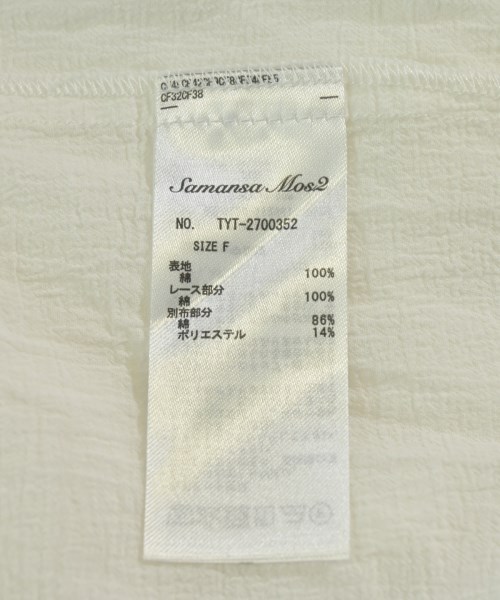 CF32CF38
Samansa Mos2
NO. TYT-2700352
SIZE F
表地
綿 100%
レース部分
綿 100%
別布部分
綿 86%
ポリエステル 14%